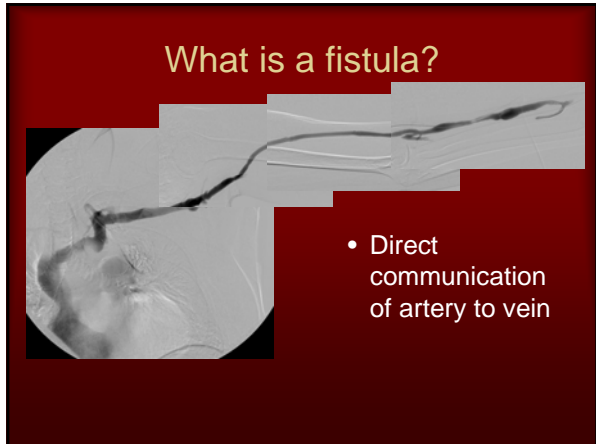 What is a fistula?
• Direct
communication
of artery to vein